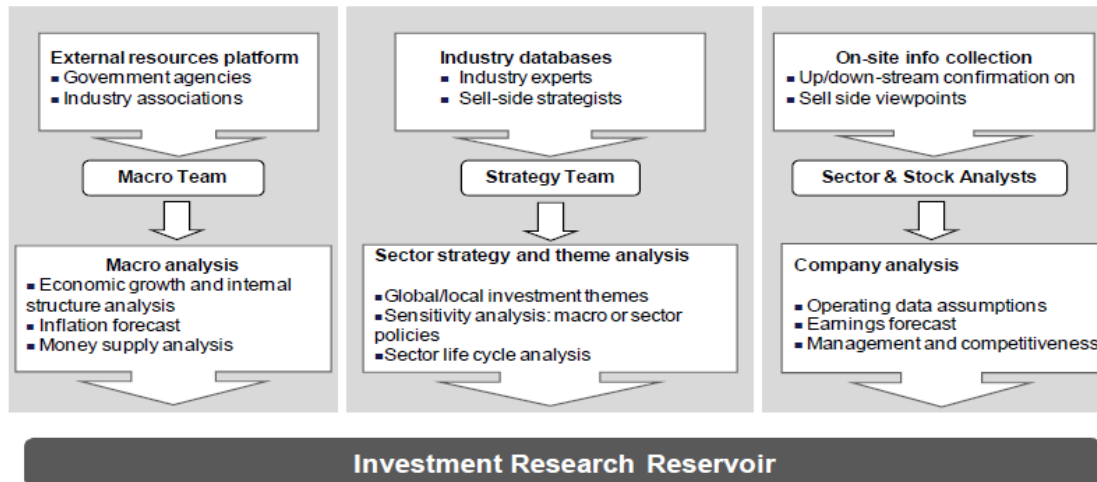 External resources platform
▪ Government agencies
▪ Industry associations
Macro Team
Macro analysis
▪ Economic growth and internal
structure analysis
▪ Inflation forecast
▪ Money supply analysis
Industry databases
▪ Industry experts
▪ Sell-side strategists
Strategy Team
Sector strategy and theme analysis
▪Global/local investment themes
▪Sensitivity analysis: macro or sector
policies
▪Sector life cycle analysis
On-site info collection
▪Up/down-stream confirmation on
▪Sell side viewpoints
Sector & Stock Analysts
Company analysis
▪Operating data assumptions
▪Earnings forecast
▪Management and competitiveness
Investment Research Reservoir